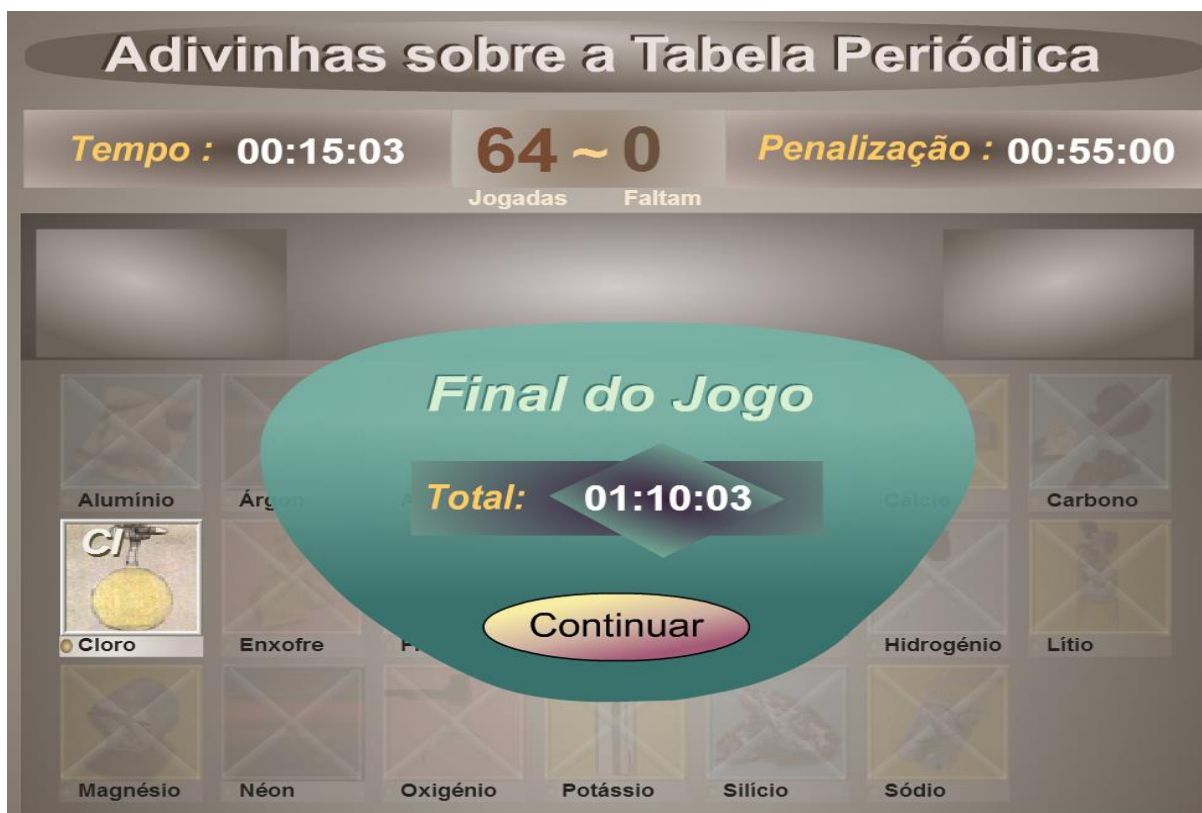 Adivinhas sobre a Tabela Periódica
Tempo : 00:15:03
64 ~ 0
Penalização : 00:55:00
Jogadas Faltam
Final do Jogo
Total: 01:10:03
Continuar
Alumínio Cálcio Carbono
Cl
Cloro Enxofre Hidrogénio Lítio
Magnésio Néon Oxigénio Potássio Silício Sódio